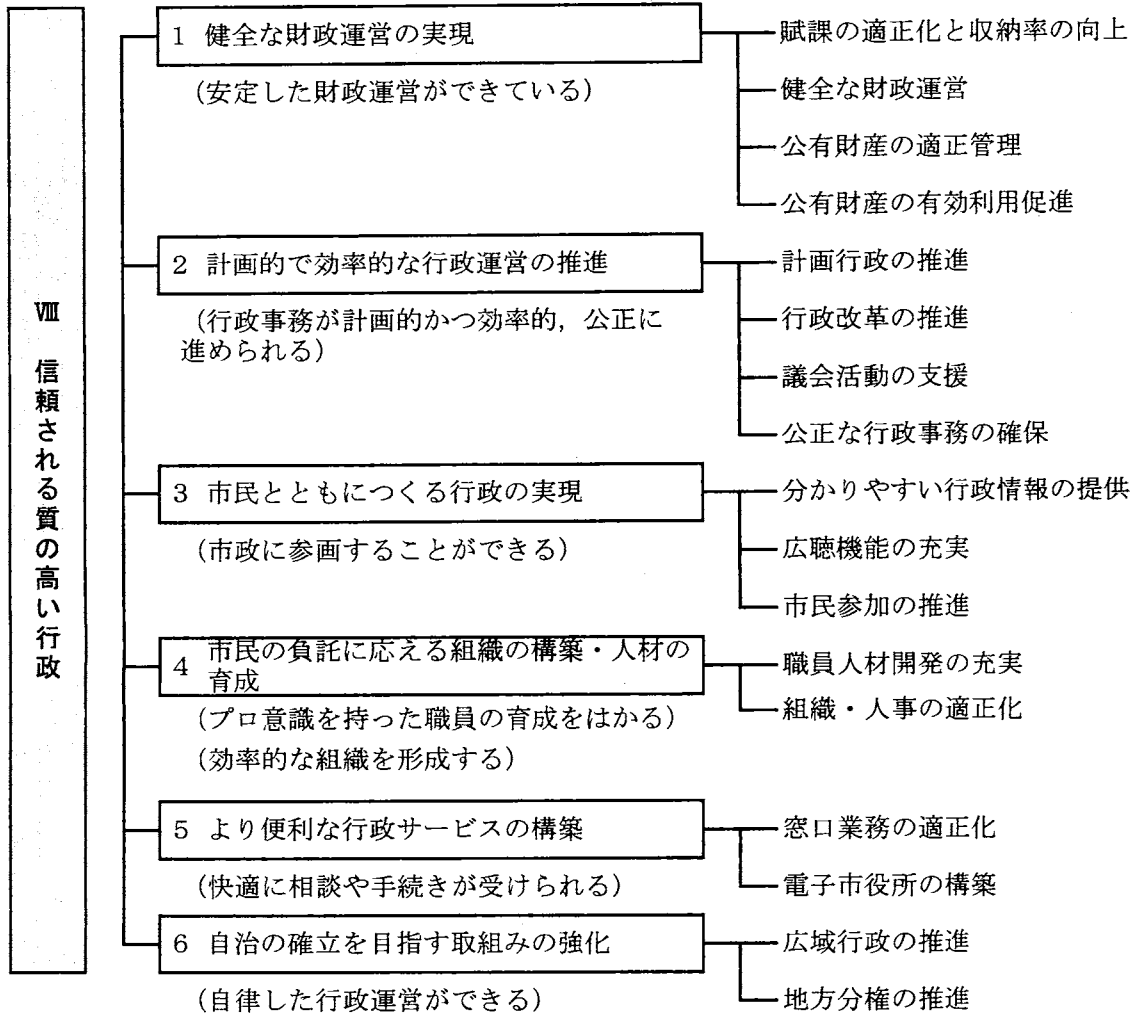 Ⅷ 信頼される質の高い行政
1 健全な財政運営の実現
(安定した財政運営ができている)
賦課の適正化と収納率の向上
健全な財政運営
公有財産の適正管理
公有財産の有効利用促進
2 計画的で効率的な行政運営の推進
(行政事務が計画的かつ効率的,公正に
進められる)
計画行政の推進
行政改革の推進
議会活動の支援
公正な行政事務の確保
3 市民とともにつくる行政の実現
(市政に参画することができる)
分かりやすい行政情報の提供
広聴機能の充実
市民参加の推進
4 市民の負託に応える組織の構築・人材の
育成
(プロ意識を持った職員の育成をはかる)
(効率的な組織を形成する)
職員人材開発の充実
組織・人事の適正化
5 より便利な行政サービスの構築
(快適に相談や手続きが受けられる)
窓口業務の適正化
電子市役所の構築
6 自治の確立を目指す取組みの強化
(自律した行政運営ができる)
広域行政の推進
地方分権の推進